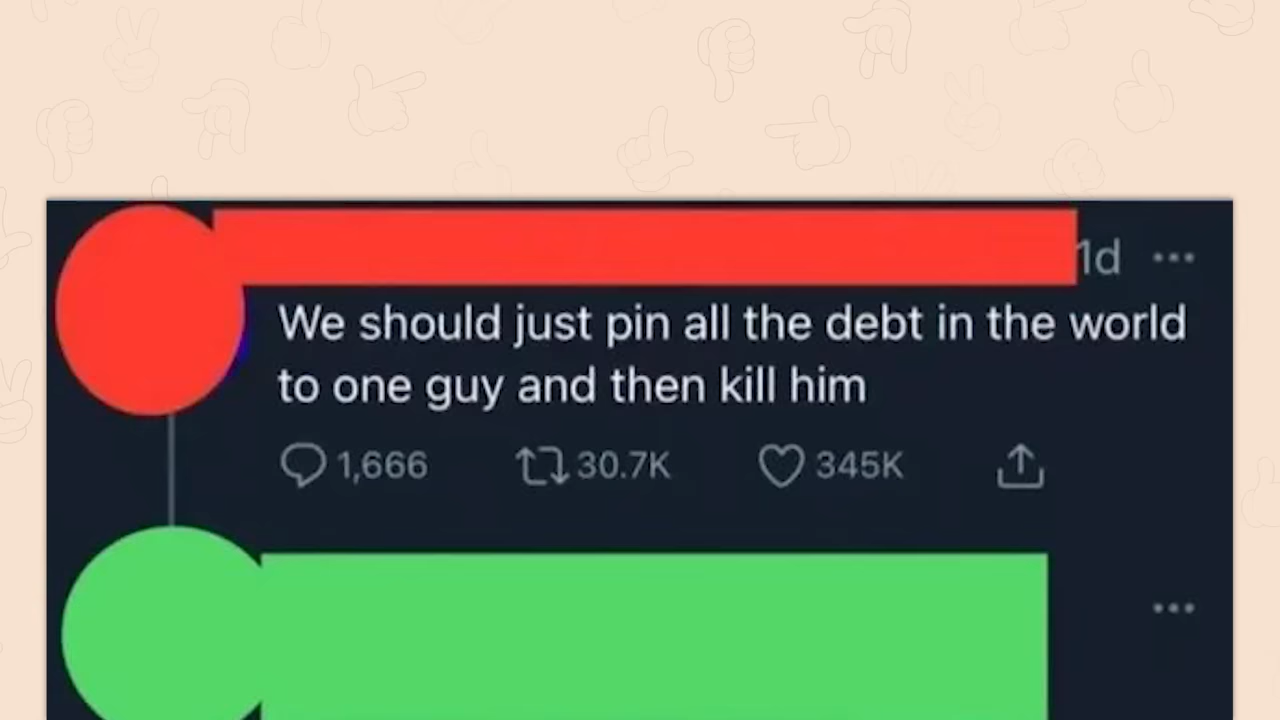 1d
We should just pin all the debt in the world
to one guy and then kill him
1,666 30.7K 345K